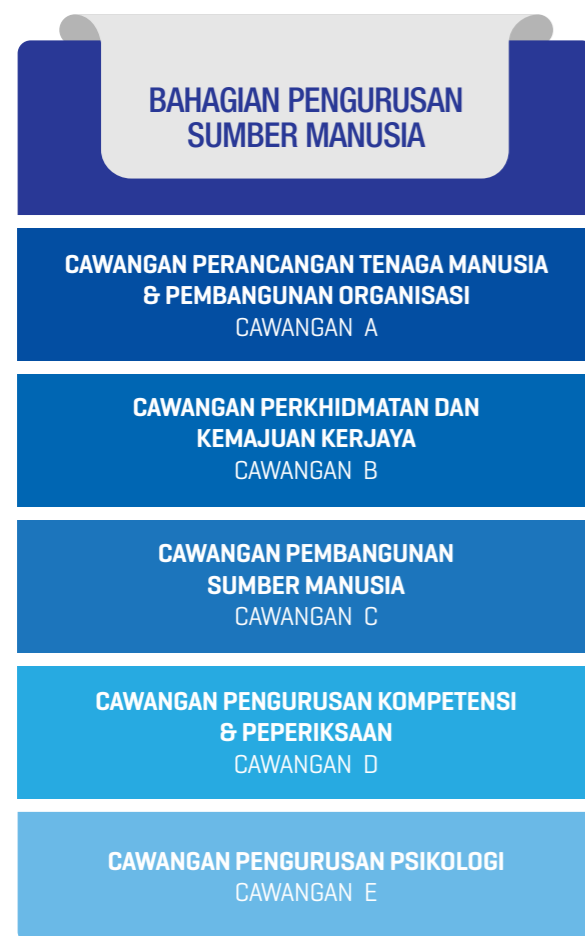 BAHAGIAN PENGURUSAN
SUMBER MANUSIA
CAWANGAN PERANCANGAN TENAGA MANUSIA
& PEMBANGUNAN ORGANISASI
CAWANGAN A
CAWANGAN PERKHIDMATAN DAN
KEMAJUAN KERJAYA
CAWANGAN B
CAWANGAN PEMBANGUNAN
SUMBER MANUSIA
CAWANGAN C
CAWANGAN PENGURUSAN KOMPETENSI
& PEPERIKSAAN
CAWANGAN D
CAWANGAN PENGURUSAN PSIKOLOGI
CAWANGAN E